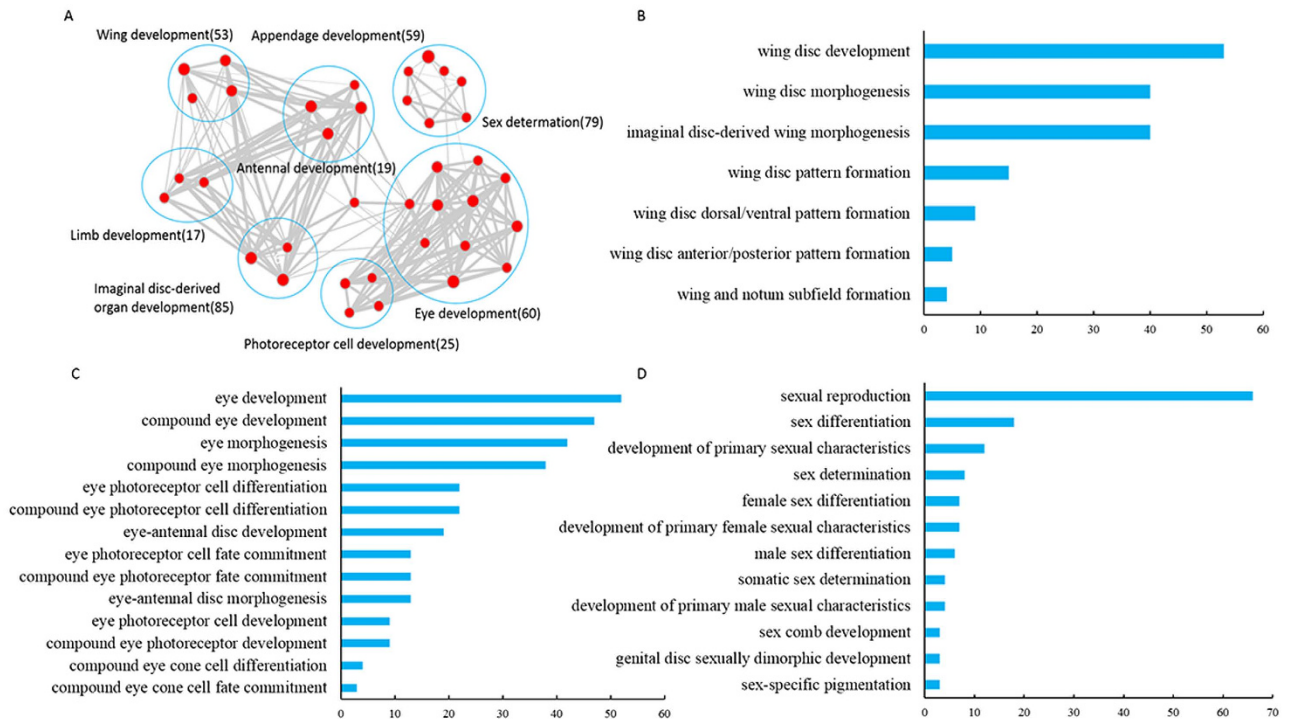 A
Wing development(53)
Appendage development(59)
Sex determation(79)
Antennal development(19)
Limb development(17)
Imaginal disc-derived
organ development(85)
Eye development(60)
Photoreceptor cell development(25)
B
wing disc development
wing disc morphogenesis
imaginal disc-derived wing morphogenesis
wing disc pattern formation
wing disc dorsal/ventral pattern formation
wing disc anterior/posterior pattern formation
wing and notum subfield formation
0 10 20 30 40 50 60
C
eye development
compound eye development
eye morphogenesis
compound eye morphogenesis
eye photoreceptor cell differentiation
compound eye photoreceptor cell differentiation
eye-antennal disc development
eye photoreceptor cell fate commitment
compound eye photoreceptor fate commitment
eye-antennal disc morphogenesis
eye photoreceptor cell development
compound eye photoreceptor development
compound eye cone cell differentiation
compound eye cone cell fate commitment
0 10 20 30 40 50 60
D
sexual reproduction
sex differentiation
development of primary sexual characteristics
sex determination
female sex differentiation
development of primary female sexual characteristics
male sex differentiation
somatic sex determination
development of primary male sexual characteristics
sex comb development
genital disc sexually dimorphic development
sex-specific pigmentation
0 10 20 30 40 50 60 70